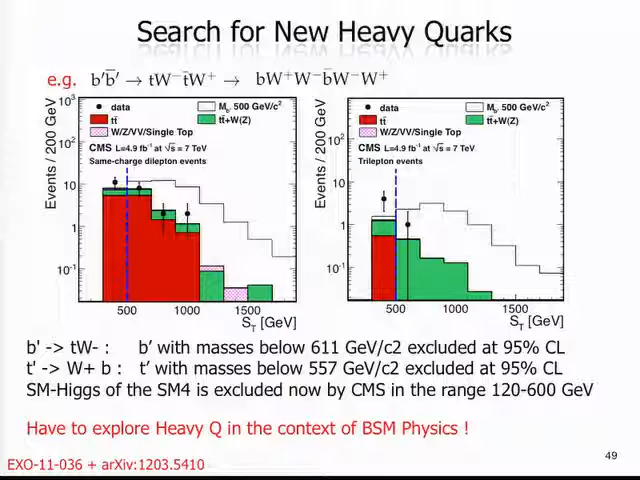 Search for New Heavy Quarks
e.g. b′b̄′ → tW⁻t̄W⁺ → bW⁺W⁻b̄W⁻W⁺
Events / 200 GeV
10³
10²
10
1
10⁻¹
data
M_b' 500 GeV/c²
tt̄
tt̄+W(Z)
W/Z/VV/Single Top
CMS L=4.9 fb⁻¹ at √s = 7 TeV
Same-charge dilepton events
500 1000 1500
S_T [GeV]
Events / 200 GeV
10²
10
1
10⁻¹
data
M_b' 500 GeV/c²
tt̄
tt̄+W(Z)
W/Z/VV/Single Top
CMS L=4.9 fb⁻¹ at √s = 7 TeV
Trilepton events
500 1000 1500
S_T [GeV]
b' -> tW- : b’ with masses below 611 GeV/c2 excluded at 95% CL
t' -> W+ b : t’ with masses below 557 GeV/c2 excluded at 95% CL
SM-Higgs of the SM4 is excluded now by CMS in the range 120-600 GeV
Have to explore Heavy Q in the context of BSM Physics !
49
EXO-11-036 + arXiv:1203.5410